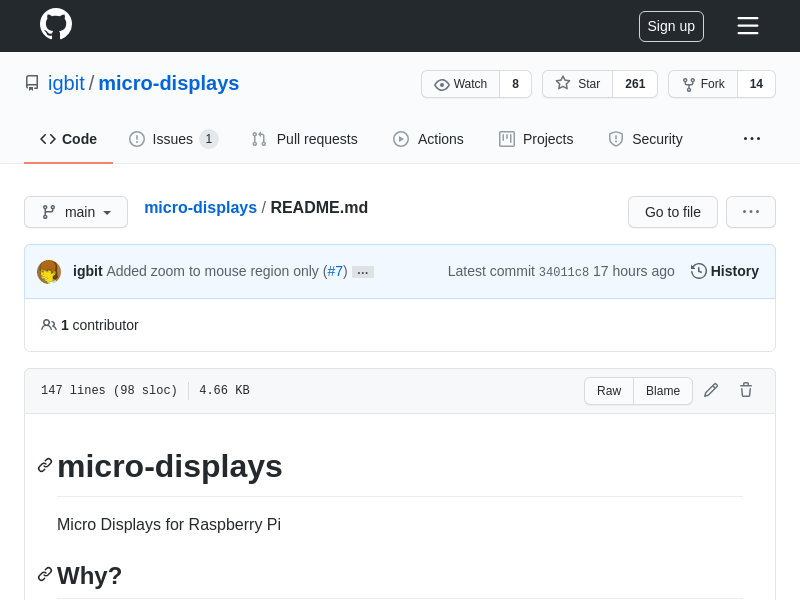 Sign up
igbit / micro-displays
Watch 8 Star 261 Fork 14
Code Issues 1 Pull requests Actions Projects Security ...
main micro-displays / README.md Go to file ...
igbit Added zoom to mouse region only (#7) ... Latest commit 34011c8 17 hours ago History
1 contributor
147 lines (98 sloc) 4.66 KB Raw Blame
micro-displays
Micro Displays for Raspberry Pi
Why?